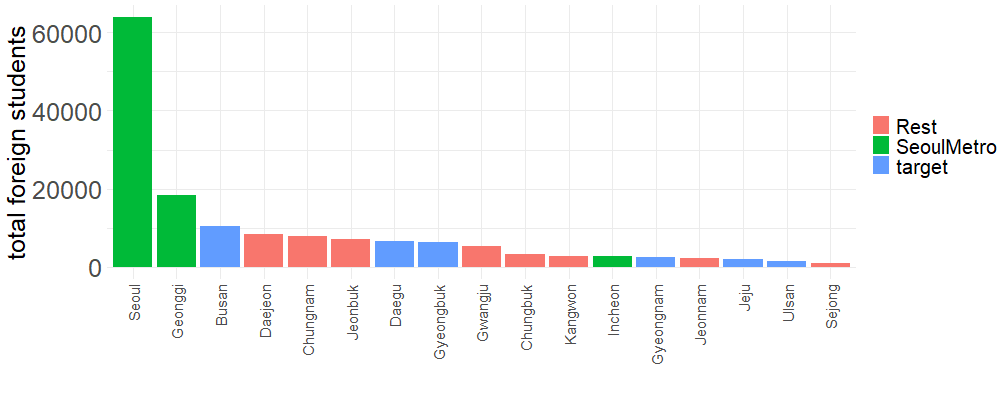 total foreign students
60000
40000
20000
0
Seoul
Geonggi
Busan
Daejeon
Chungnam
Jeonbuk
Daegu
Gyeongbuk
Gwangju
Chungbuk
Kangwon
Incheon
Gyeongnam
Jeonnam
Jeju
Ulsan
Sejong
Rest
SeoulMetro
target